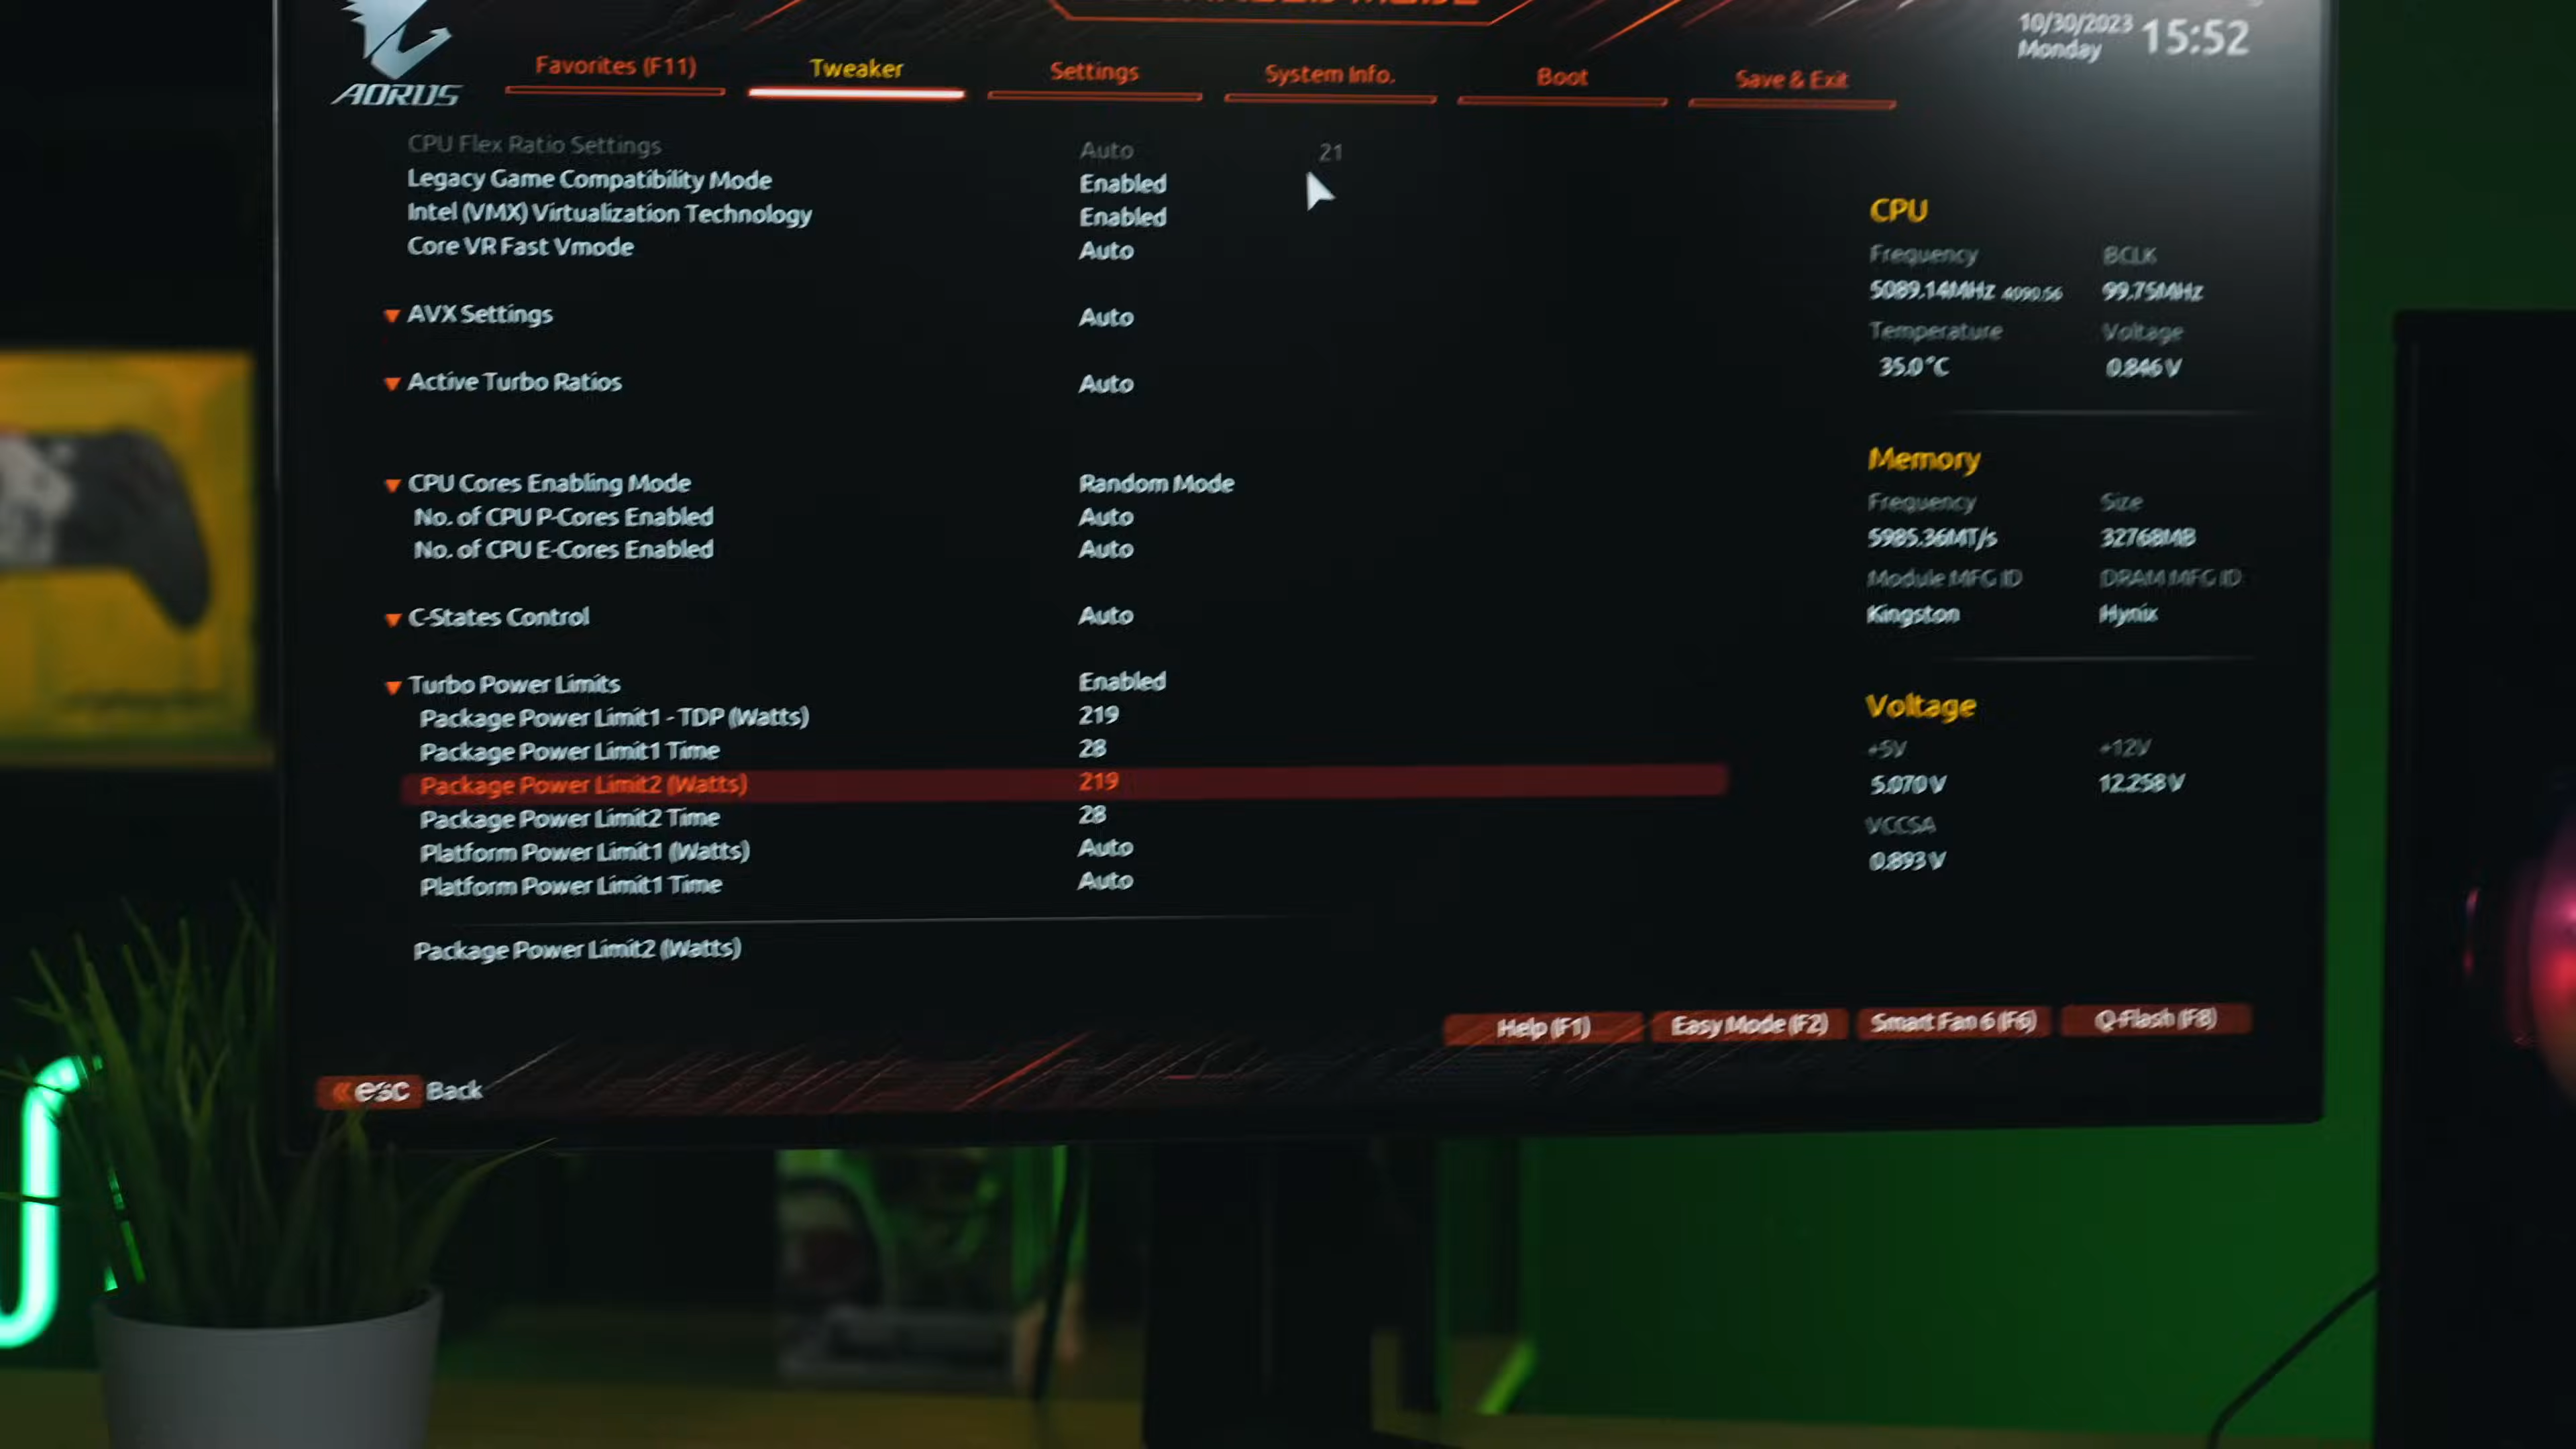 10/30/2023
Monday
15:52
AORUS
Favorites (F11)
Tweaker
Settings
System Info.
Boot
Save & Exit
CPU Flex Ratio Settings Auto 21
Legacy Game Compatibility Mode Enabled
Intel (VMX) Virtualization Technology Enabled
Core VR Fast Vmode Auto
AVX Settings Auto
Active Turbo Ratios Auto
CPU Cores Enabling Mode Random Mode
No. of CPU P-Cores Enabled Auto
No. of CPU E-Cores Enabled Auto
C-States Control Auto
Turbo Power Limits Enabled
Package Power Limit1 - TDP (Watts) 219
Package Power Limit1 Time 28
Package Power Limit2 (Watts) 219
Package Power Limit2 Time 28
Platform Power Limit1 (Watts) Auto
Platform Power Limit1 Time Auto
Package Power Limit2 (Watts)
CPU
Frequency BCLK
5089.14MHz 4090.56 99.75MHz
Temperature Voltage
35.0°C 0.846 V
Memory
Frequency Size
5985.36MT/s 32768MB
Module MFG ID DRAM MFG ID
Kingston Hynix
Voltage
+5V +12V
5.070 V 12.258 V
VCCSA
0.893 V
Help (F1)
Easy Mode (F2)
Smart Fan 6 (F6)
Q-Flash (F8)
«esc Back